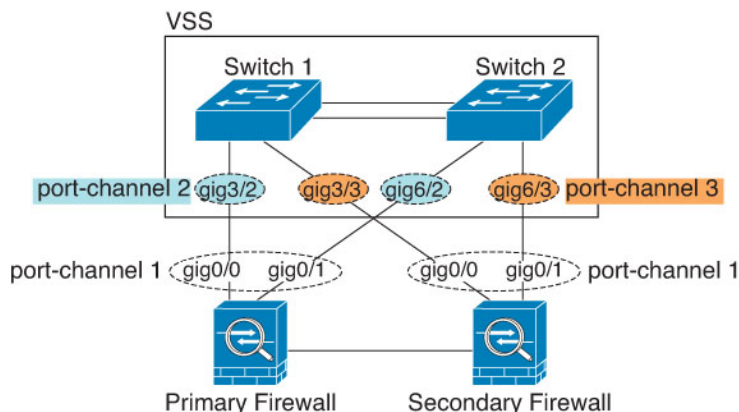 VSS
Switch 1
Switch 2
port-channel 2
gig3/2
gig3/3
gig6/2
gig6/3
port-channel 3
port-channel 1
gig0/0
gig0/1
gig0/0
gig0/1
port-channel 1
Primary Firewall
Secondary Firewall